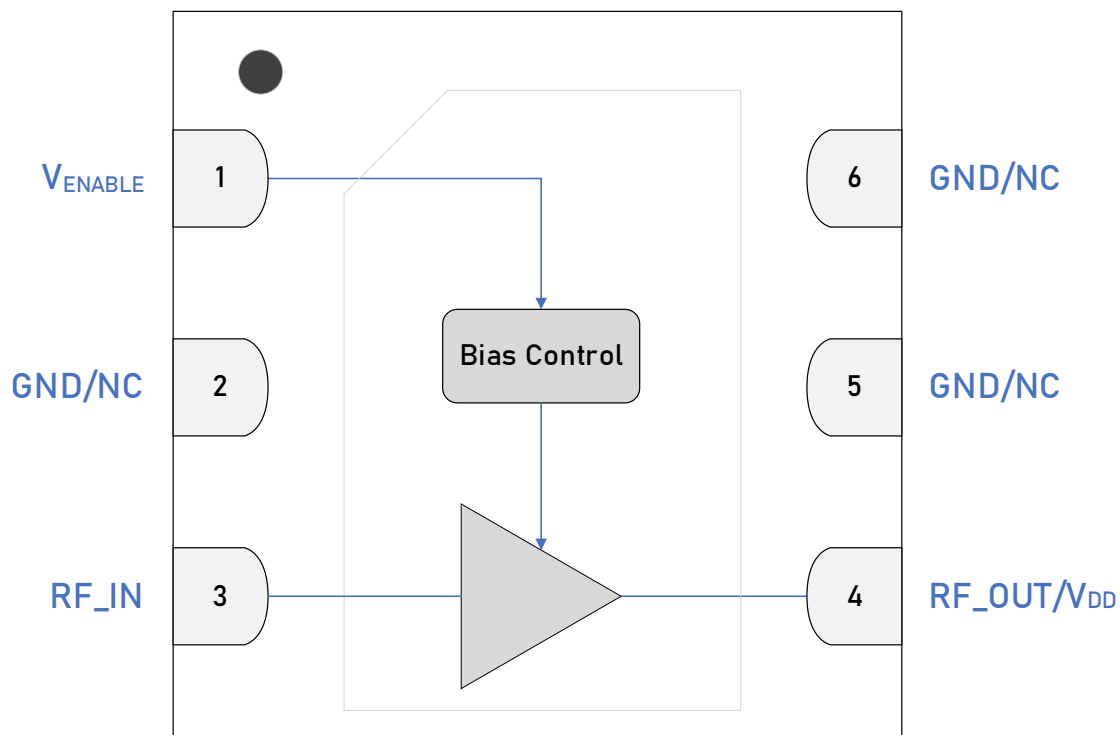 VENABLE 1 6 GND/NC
Bias Control
GND/NC 2 5 GND/NC
RF_IN 3 4 RF_OUT/VDD